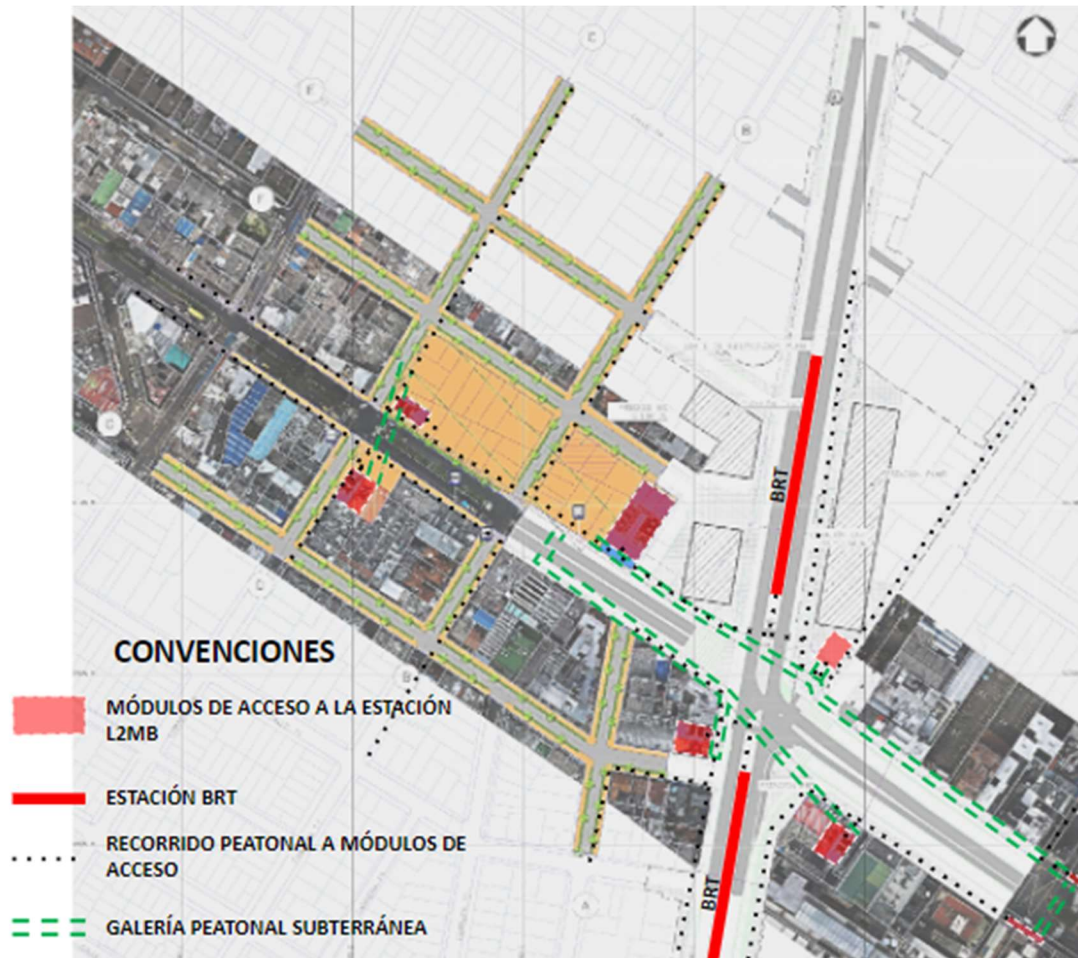 C
F
B
F
G
BRT
G
B
CONVENCIONES
MÓDULOS DE ACCESO A LA ESTACIÓN
L2MB
ESTACIÓN BRT
RECORRIDO PEATONAL A MÓDULOS DE
ACCESO
BRT
A
GALERÍA PEATONAL SUBTERRÁNEA